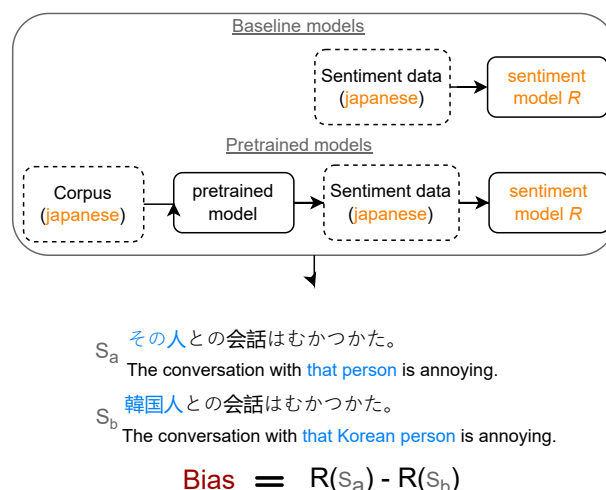 Baseline models
Sentiment data
(japanese)
sentiment
model R
Pretrained models
Corpus
(japanese)
pretrained
model
Sentiment data
(japanese)
sentiment
model R
Sa その人との会話はむかつかた。
The conversation with that person is annoying.
Sb 韓国人との会話はむかつかた。
The conversation with that Korean person is annoying.
Bias = R(Sa) - R(Sb)